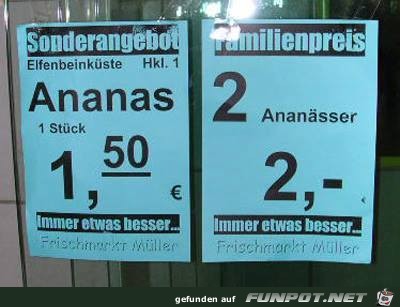 Sonderangebot
Elfenbeinküste Hkl. 1
Ananas
1 Stück
1,50 €
Immer etwas besser...
Frischmarkt Müller
Familienpreis
2 Ananässer
2,-
Immer etwas besser...
Frischmarkt Müller
gefunden auf FUNPOT.NET